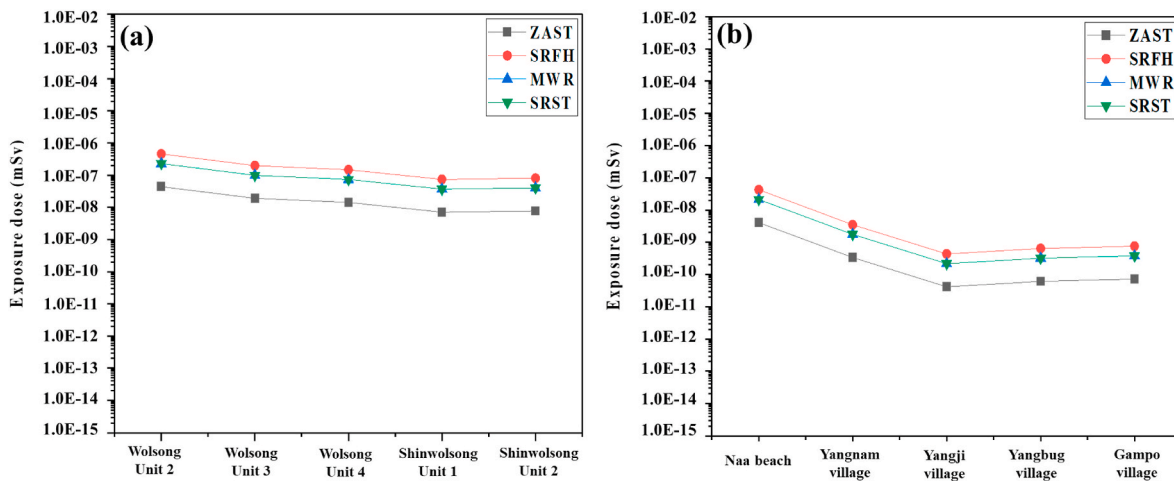 (a)
ZAST
SRFH
MWR
SRST
Exposure dose (mSv)
1.0E-02
1.0E-03
1.0E-04
1.0E-05
1.0E-06
1.0E-07
1.0E-08
1.0E-09
1.0E-10
1.0E-11
1.0E-12
1.0E-13
1.0E-14
1.0E-15
Wolsong
Unit 2
Wolsong
Unit 3
Wolsong
Unit 4
Shinwolsong
Unit 1
Shinwolsong
Unit 2
(b)
ZAST
SRFH
MWR
SRST
Exposure dose (mSv)
1.0E-02
1.0E-03
1.0E-04
1.0E-05
1.0E-06
1.0E-07
1.0E-08
1.0E-09
1.0E-10
1.0E-11
1.0E-12
1.0E-13
1.0E-14
1.0E-15
Naa beach
Yangnam
village
Yangji
village
Yangbug
village
Gampo
village